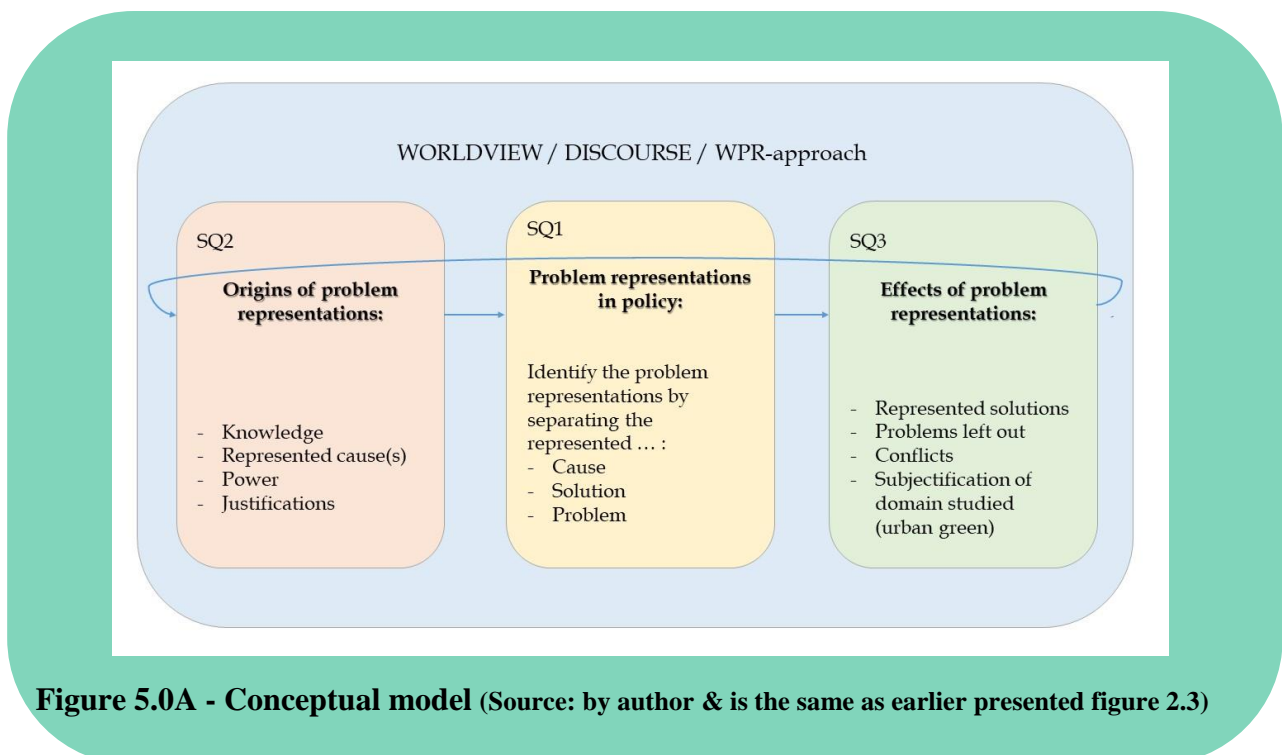 WORLDVIEW / DISCOURSE / WPR-approach
SQ2
Origins of problem
representations:
- Knowledge
- Represented cause(s)
- Power
- Justifications
SQ1
Problem representations
in policy:
Identify the problem
representations by
separating the
represented … :
- Cause
- Solution
- Problem
SQ3
Effects of problem
representations:
- Represented solutions
- Problems left out
- Conflicts
- Subjectification of
domain studied
(urban green)
Figure 5.0A - Conceptual model (Source: by author & is the same as earlier presented figure 2.3)